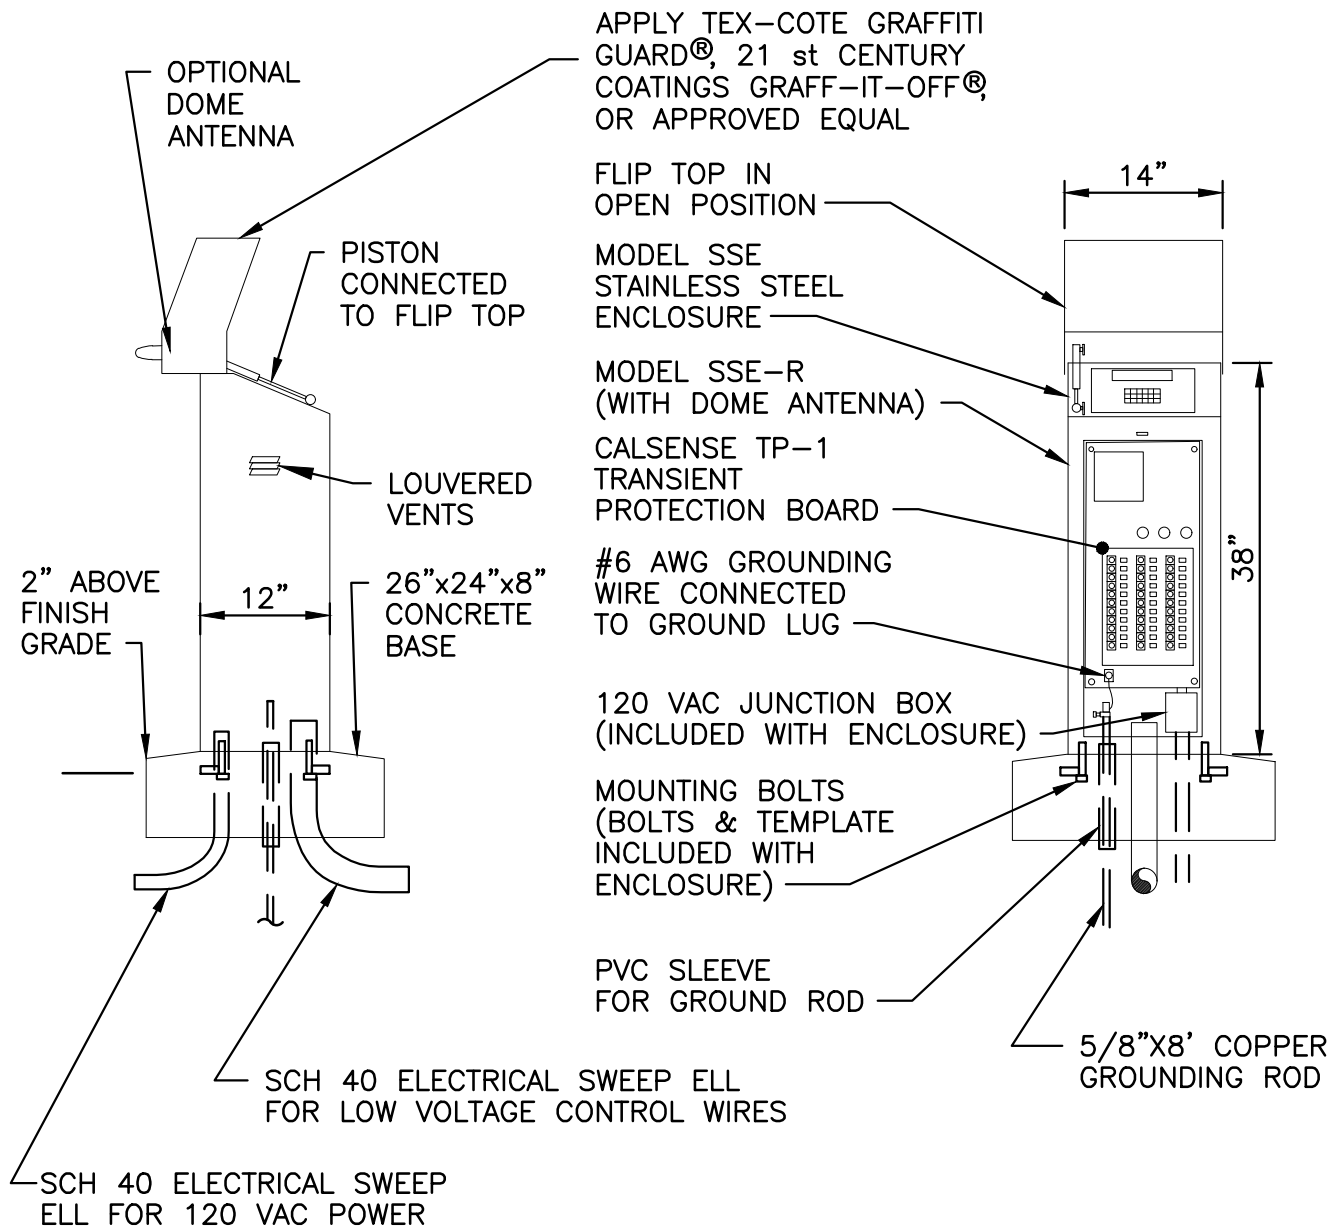 OPTIONAL
DOME
ANTENNA
APPLY TEX-COTE GRAFFITI
GUARD®, 21 st CENTURY
COATINGS GRAFF-IT-OFF®,
OR APPROVED EQUAL
FLIP TOP IN
OPEN POSITION
14"
PISTON
CONNECTED
TO FLIP TOP
MODEL SSE
STAINLESS STEEL
ENCLOSURE
MODEL SSE-R
(WITH DOME ANTENNA)
CALSENSE TP-1
TRANSIENT
PROTECTION BOARD
LOUVERED
VENTS
38"
#6 AWG GROUNDING
WIRE CONNECTED
TO GROUND LUG
2" ABOVE
FINISH
GRADE
12"
26"x24"x8"
CONCRETE
BASE
120 VAC JUNCTION BOX
(INCLUDED WITH ENCLOSURE)
MOUNTING BOLTS
(BOLTS & TEMPLATE
INCLUDED WITH
ENCLOSURE)
PVC SLEEVE
FOR GROUND ROD
5/8"X8' COPPER
GROUNDING ROD
SCH 40 ELECTRICAL SWEEP ELL
FOR LOW VOLTAGE CONTROL WIRES
SCH 40 ELECTRICAL SWEEP
ELL FOR 120 VAC POWER